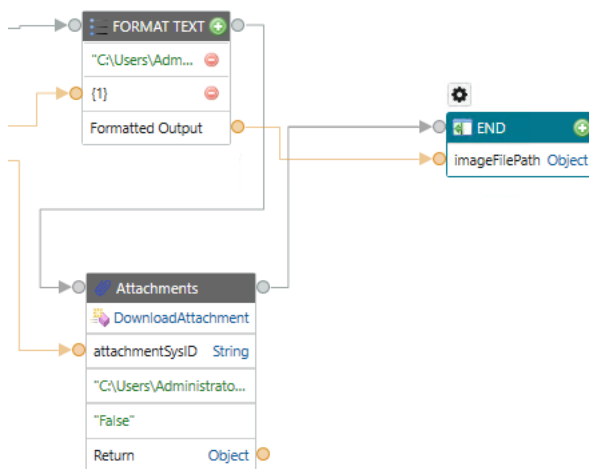 FORMAT TEXT
"C:\Users\Adm...
{1}
Formatted Output
END
imageFilePath Object
Attachments
DownloadAttachment
attachmentSysID String
"C:\Users\Administrato...
"False"
Return Object